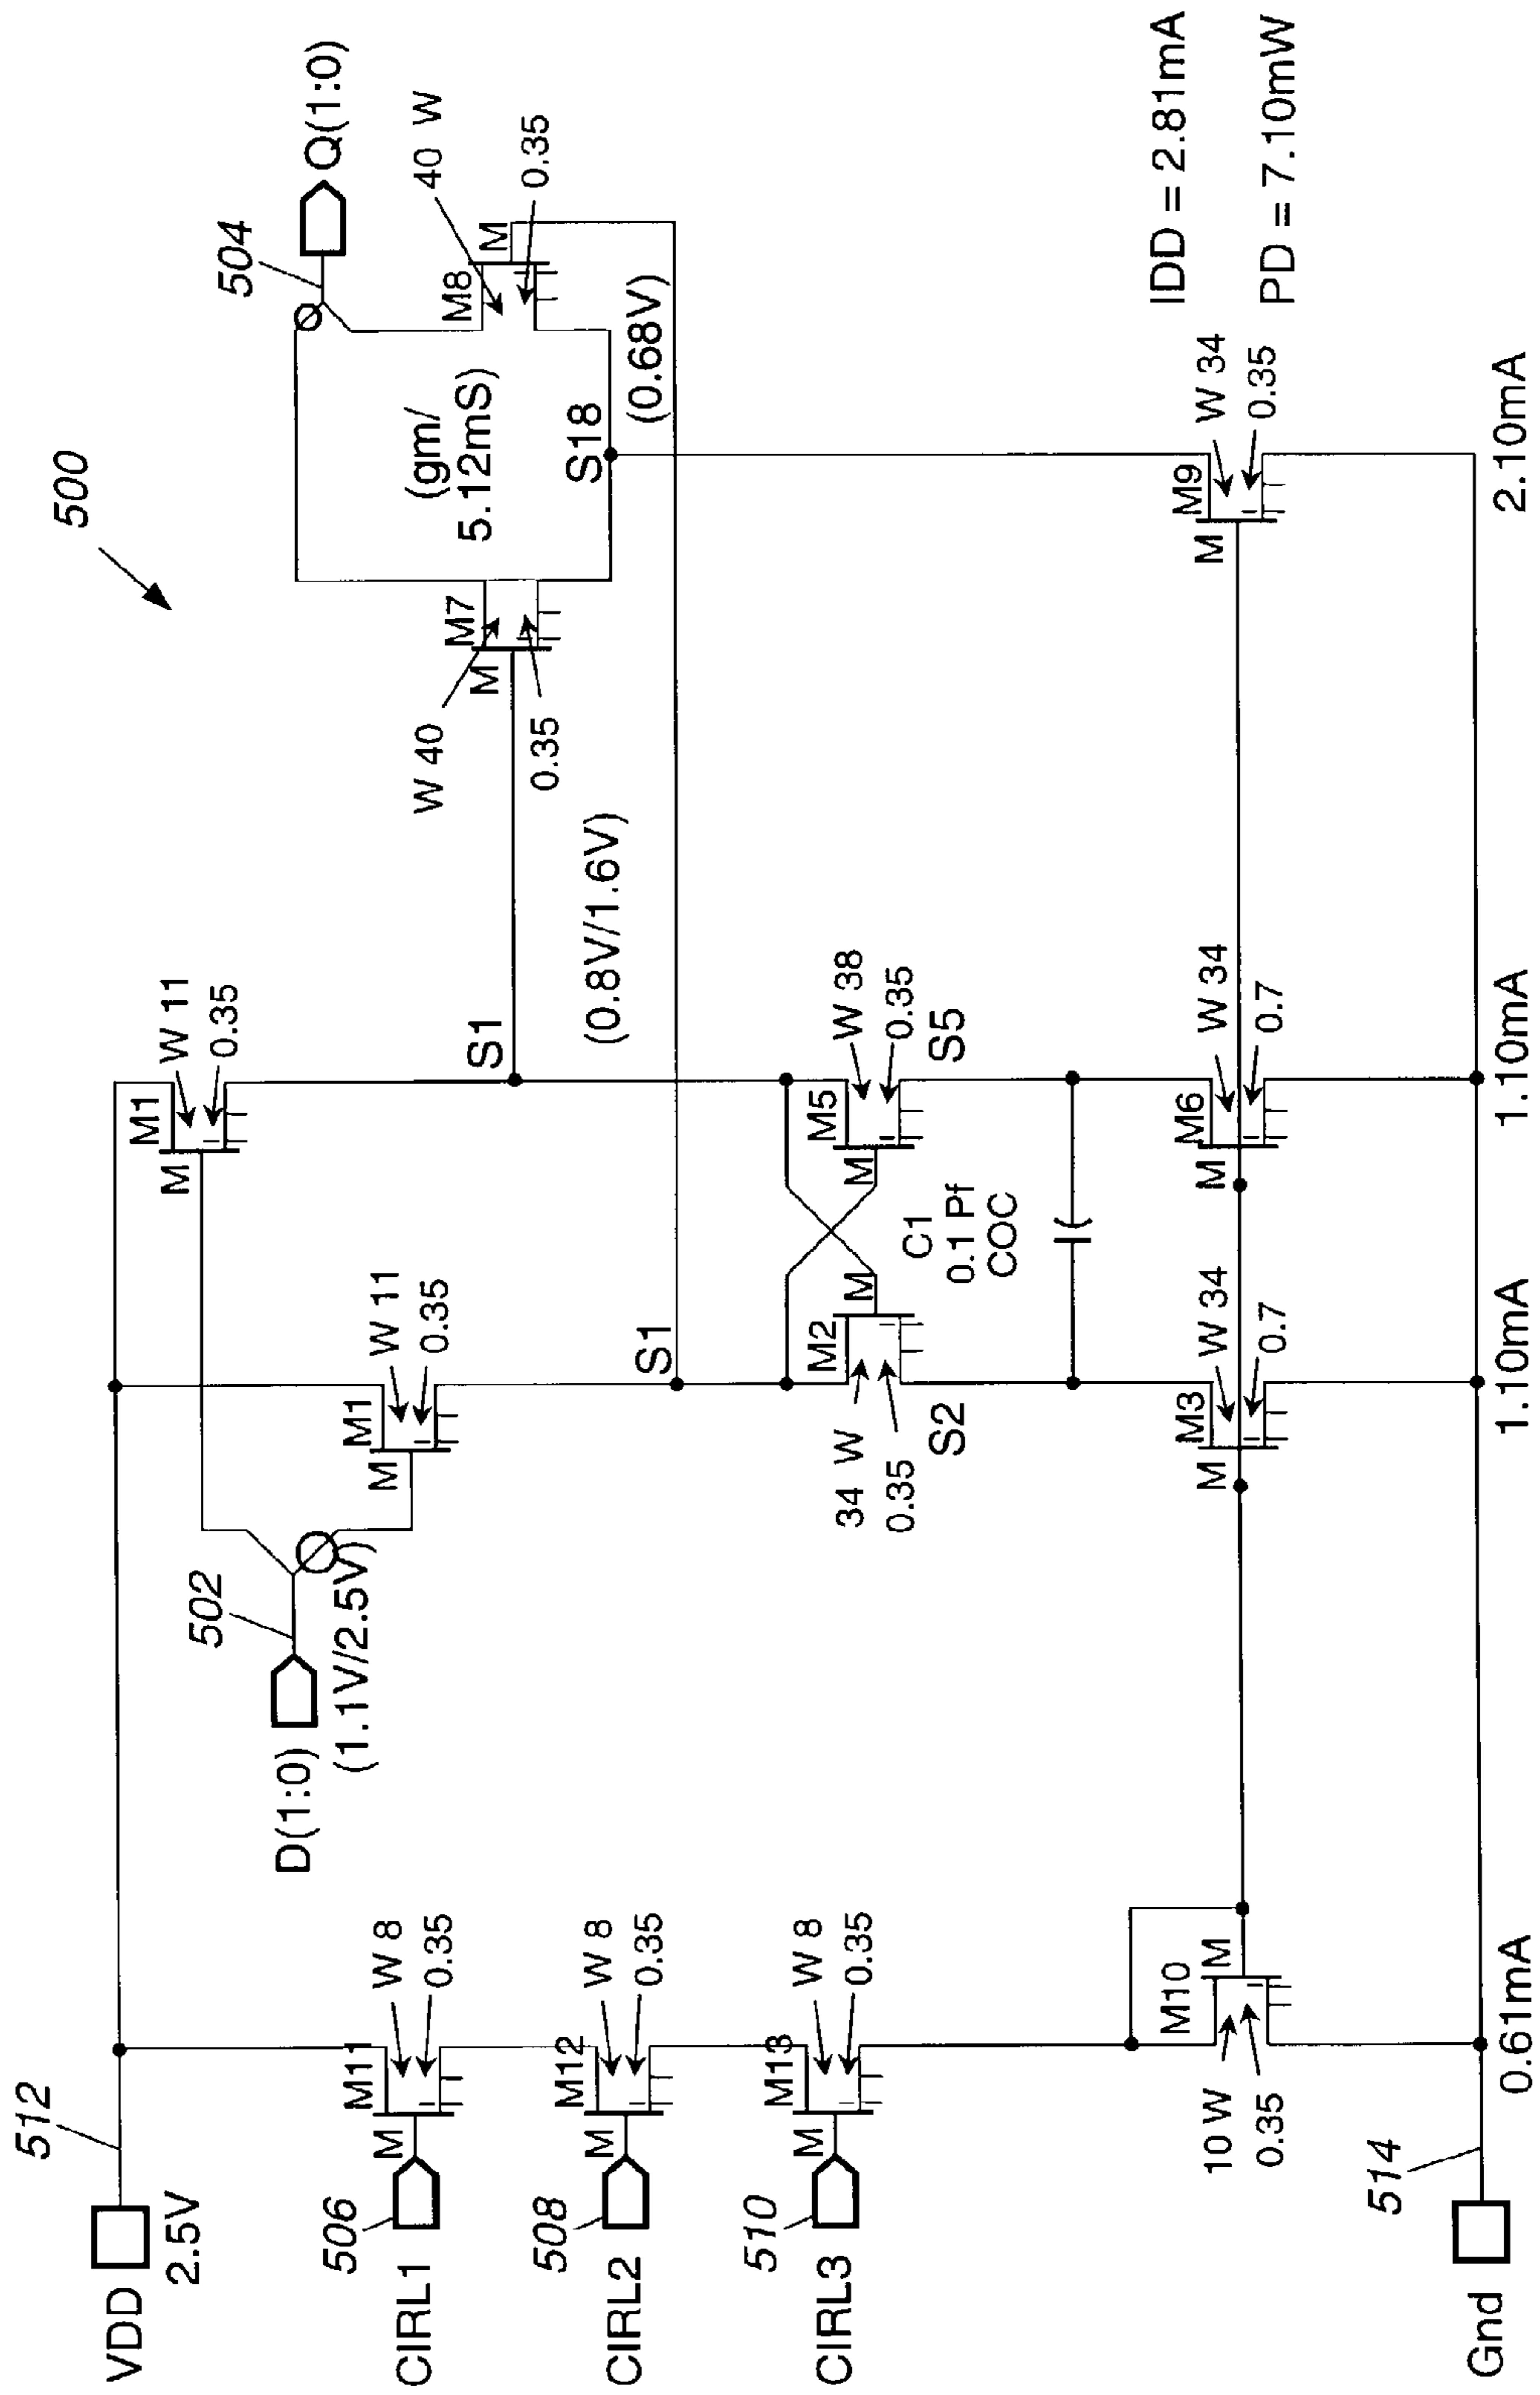 500
512
VDD
2.5V
502
D(1:0)
(1.1V/2.5V)
504
Q(1:0)
506
CIRL1
M
M11
W 8
0.35
508
CIRL2
M
M12
W 8
0.35
510
CIRL3
M
M13
W 8
0.35
M10
M
10 W
0.35
514
Gnd
0.61mA
M1
M
W 11
0.35
M1
M
W 11
0.35
S1
S1
(0.8V/1.6V)
M2
M
34 W
0.35
S2
M5
M
W 38
0.35
S5
C1
0.1 Pf
COC
M3
M
W 34
0.7
1.10mA
M6
M
W 34
0.7
1.10mA
M7
M
W 40
0.35
(gm/
5.12mS)
M8
M
40 W
0.35
S18
(0.68V)
M9
M
W 34
0.35
2.10mA
IDD = 2.81mA
PD = 7.10mW